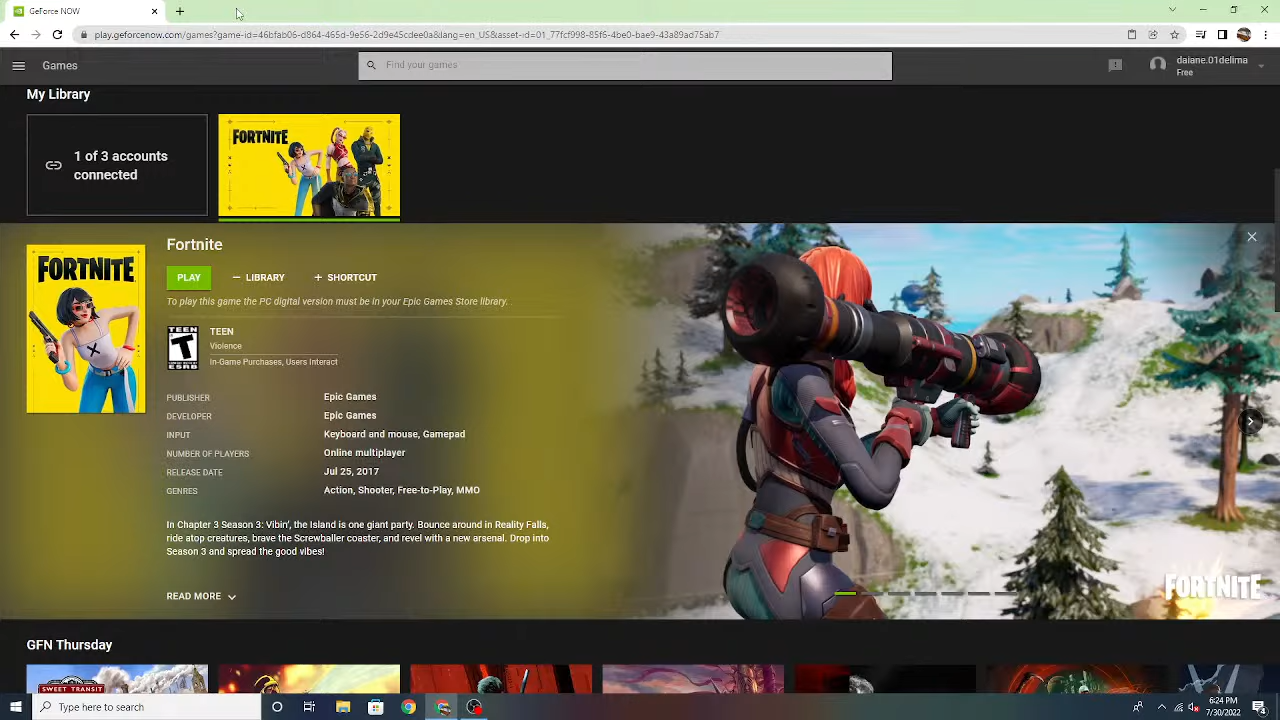 GeForce NOW
play.geforcenow.com/games?game-id=46bfab06-d864-465d-9e56-2d9e45cdee0a&lang=en_US&asset-id=01_77fcf998-85f6-4be0-bae9-43a89ad75ab7
Games
Find your games
daiane.01delima
Free
My Library
1 of 3 accounts
connected
FORTNITE
Fortnite
FORTNITE
PLAY
LIBRARY
SHORTCUT
To play this game the PC digital version must be in your Epic Games Store library..
TEEN
T
ESRB
TEEN
Violence
In-Game Purchases, Users Interact
PUBLISHER Epic Games
DEVELOPER Epic Games
INPUT Keyboard and mouse, Gamepad
NUMBER OF PLAYERS Online multiplayer
RELEASE DATE Jul 25, 2017
GENRES Action, Shooter, Free-to-Play, MMO
In Chapter 3 Season 3: Vibin', the Island is one giant party. Bounce around in Reality Falls,
ride atop creatures, brave the Screwballer coaster, and revel with a new arsenal. Drop into
Season 3 and spread the good vibes!
READ MORE
FORTNITE
GFN Thursday
SWEET TRANSIT
Type here to search
6:24 PM
7/30/2022